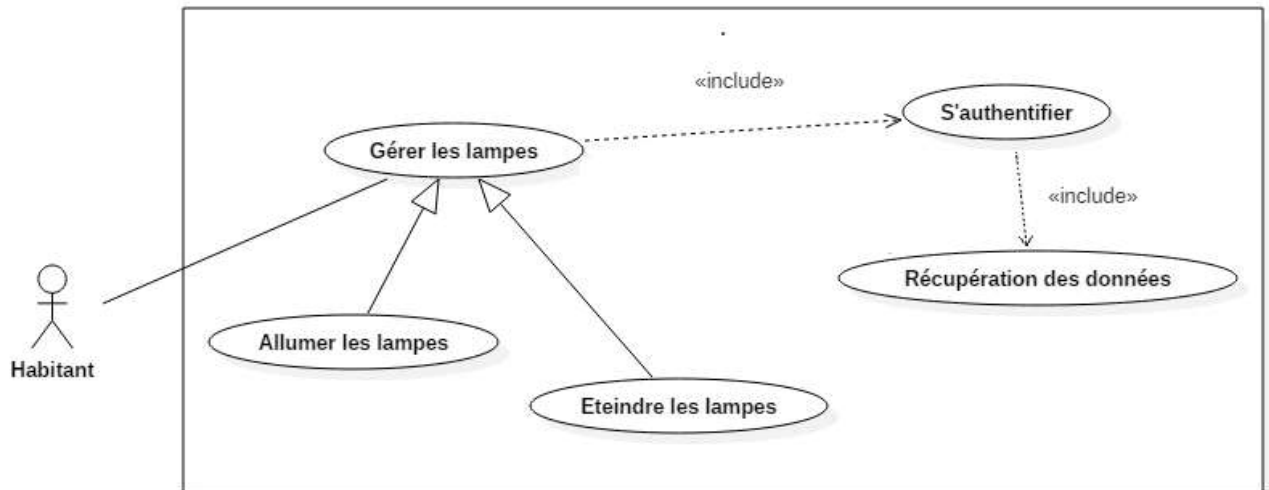 «include»
S'authentifier
Gérer les lampes
«include»
Récupération des données
Allumer les lampes
Habitant
Eteindre les lampes